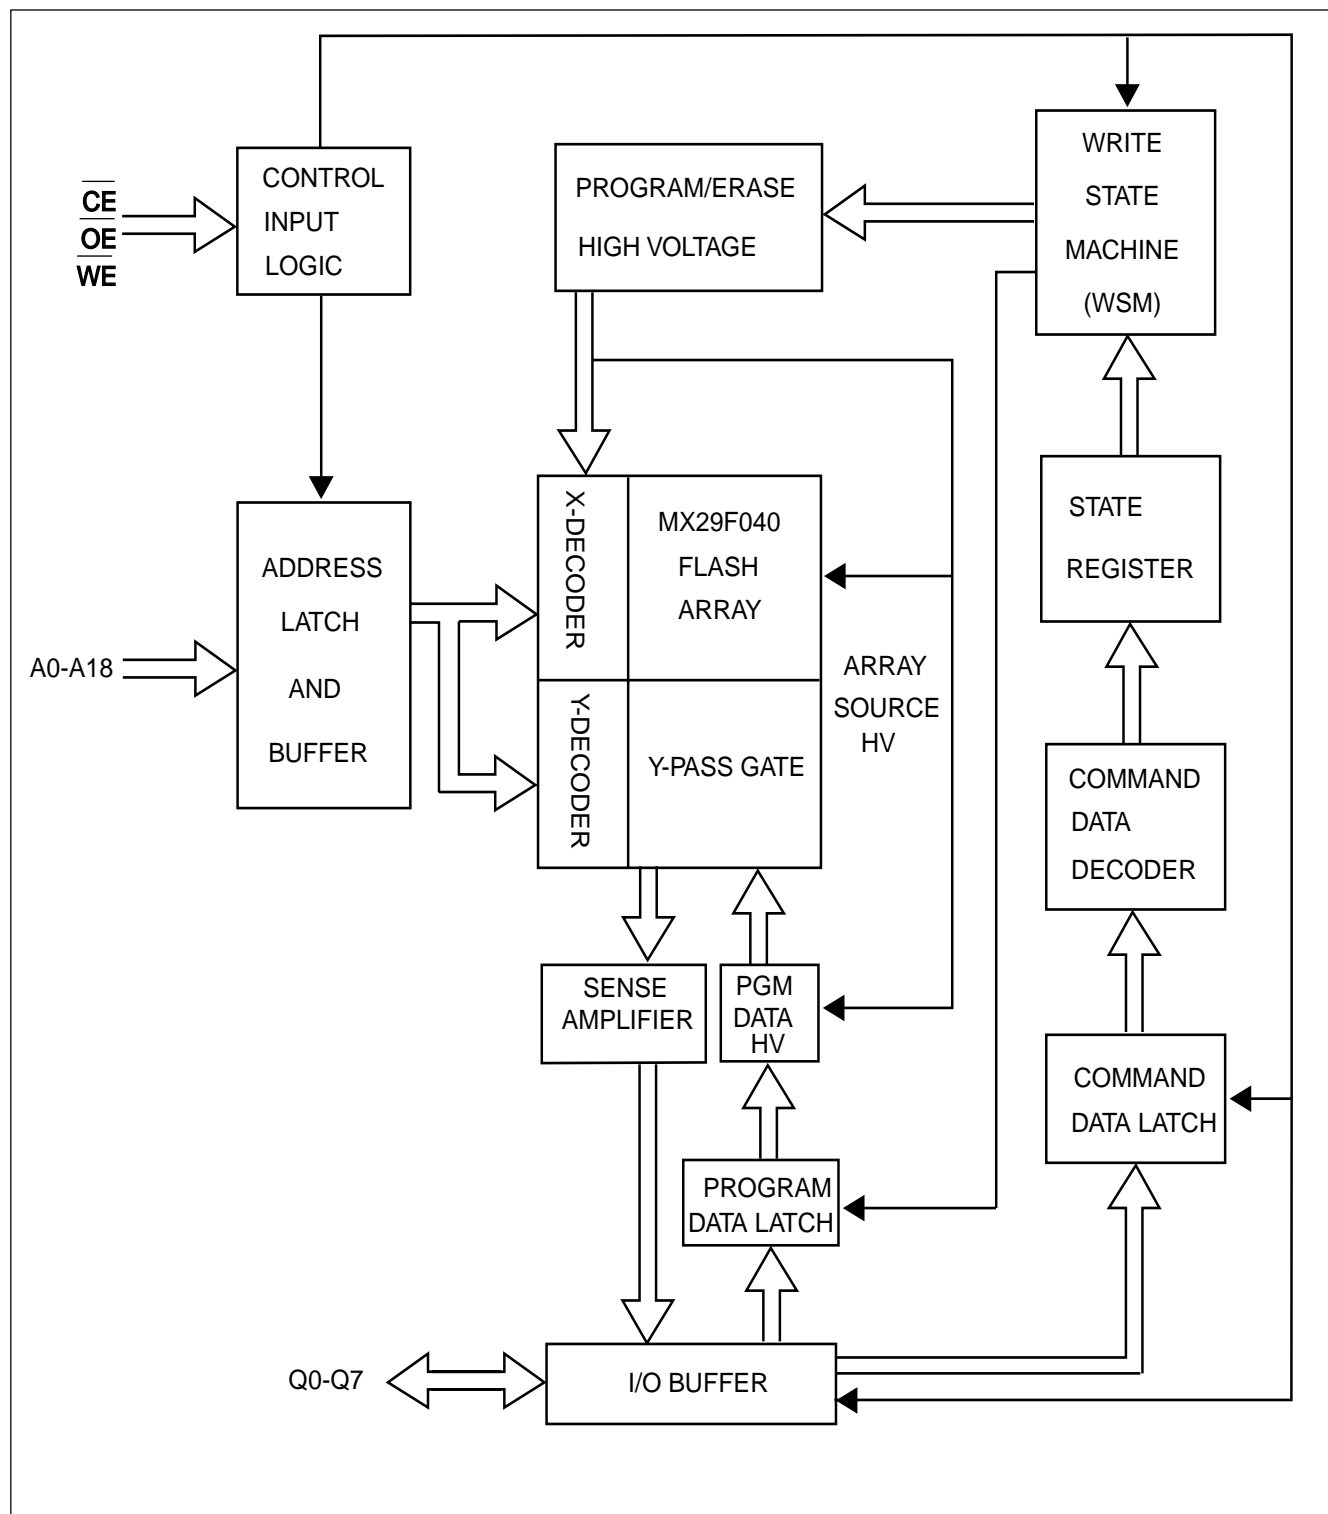 CE
OE
WE
CONTROL
INPUT
LOGIC
PROGRAM/ERASE
HIGH VOLTAGE
WRITE
STATE
MACHINE
(WSM)
X-DECODER
MX29F040
FLASH
ARRAY
STATE
REGISTER
ADDRESS
LATCH
AND
BUFFER
A0-A18
ARRAY
SOURCE
HV
Y-DECODER
Y-PASS GATE
COMMAND
DATA
DECODER
SENSE
AMPLIFIER
PGM
DATA
HV
COMMAND
DATA LATCH
PROGRAM
DATA LATCH
Q0-Q7
I/O BUFFER